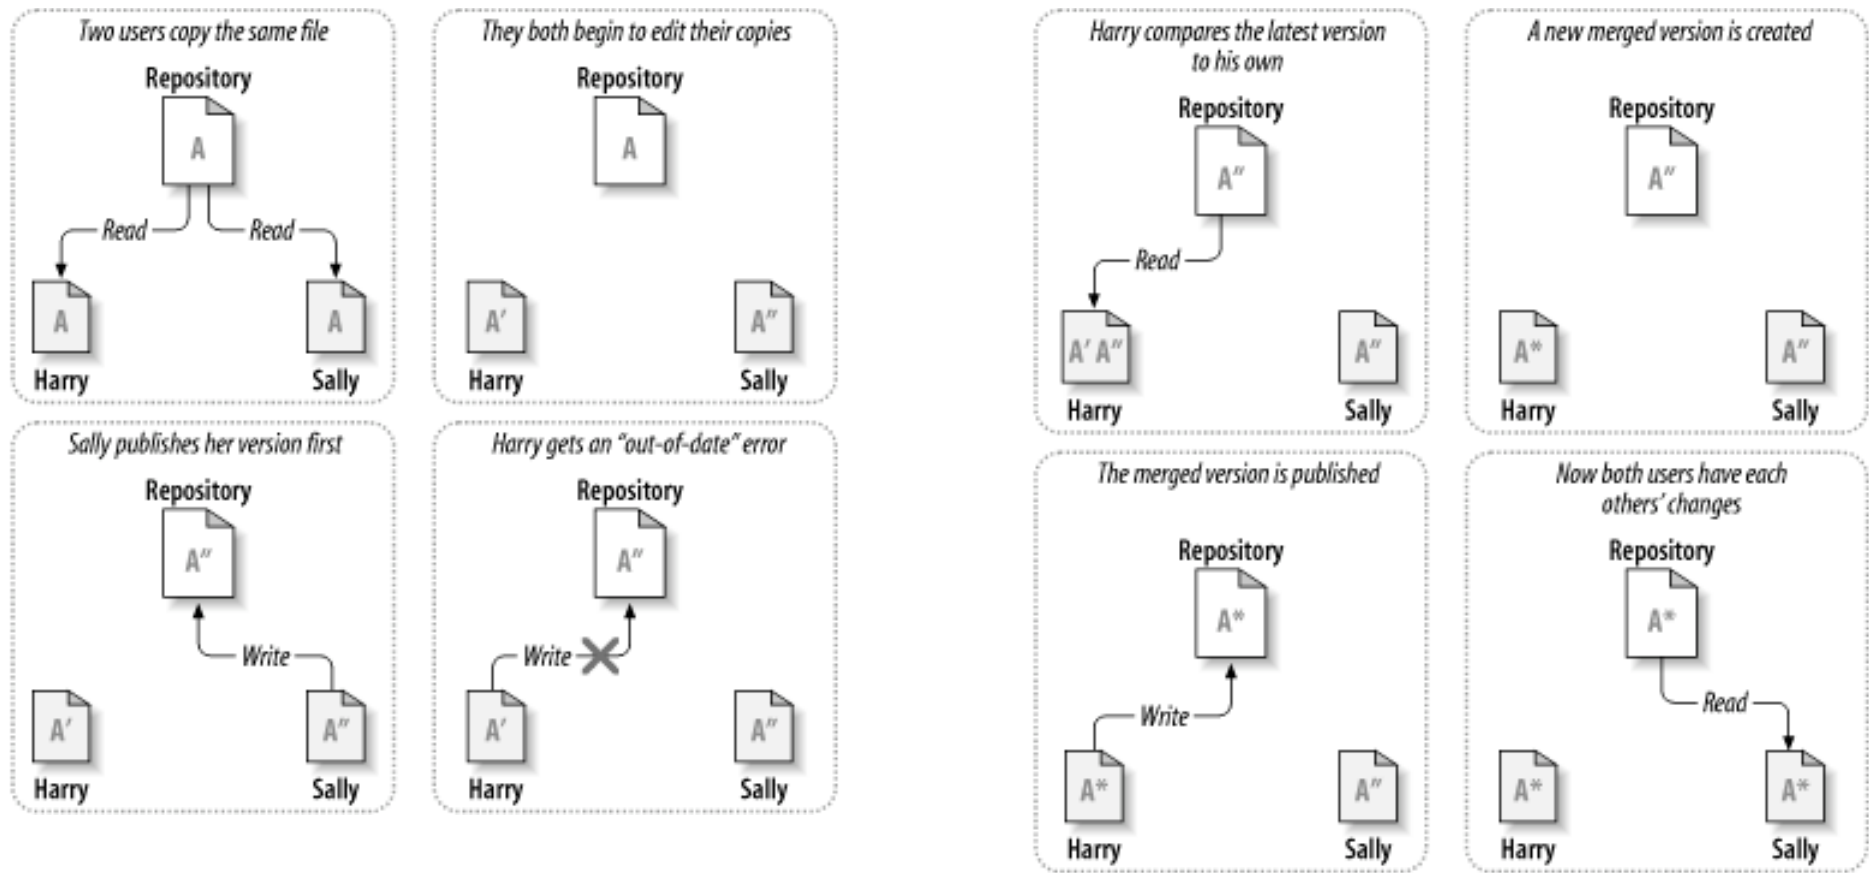 Two users copy the same file
Repository
A
Read
Read
A
A
Harry
Sally
They both begin to edit their copies
Repository
A
A′
A″
Harry
Sally
Sally publishes her version first
Repository
A″
Write
A′
A″
Harry
Sally
Harry gets an “out-of-date” error
Repository
A″
Write
A′
A″
Harry
Sally
Harry compares the latest version
to his own
Repository
A″
Read
A′ A″
A″
Harry
Sally
A new merged version is created
Repository
A″
A*
A″
Harry
Sally
The merged version is published
Repository
A*
Write
A*
A″
Harry
Sally
Now both users have each
others’ changes
Repository
A*
Read
A*
A*
Harry
Sally